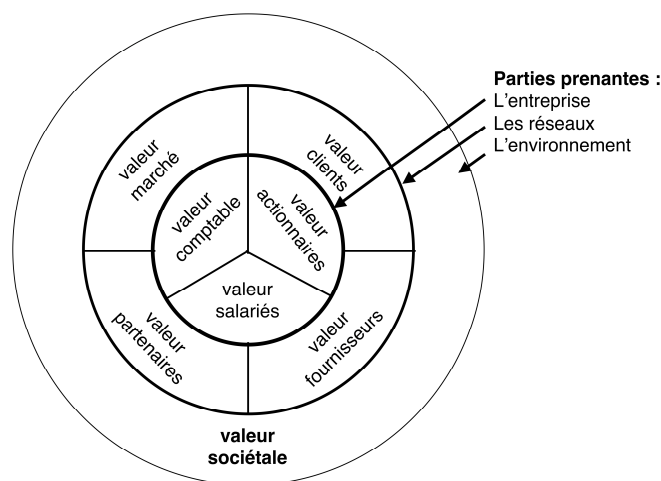 Parties prenantes :
L'entreprise
Les réseaux
L'environnement
valeur
marché
valeur
clients
valeur
comptable
valeur
actionnaires
valeur
salariés
valeur
partenaires
valeur
fournisseurs
valeur
sociétale